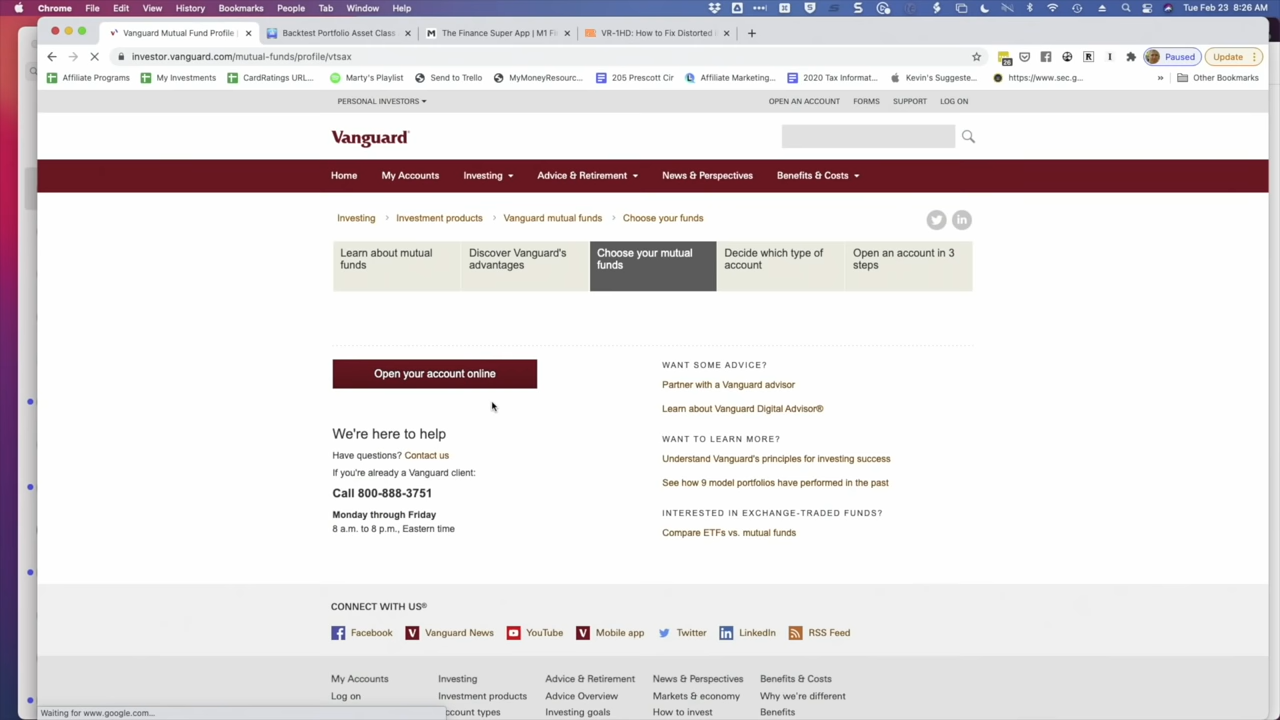 Chrome File Edit View History Bookmarks People Tab Window Help Tue Feb 23 8:26 AM
Vanguard Mutual Fund Profile Backtest Portfolio Asset Class The Finance Super App | M1 Fi VR-1HD: How to Fix Distorted
investor.vanguard.com/mutual-funds/profile/vtsax Paused Update
Affiliate Programs My Investments CardRatings URL... Marty's Playlist Send to Trello MyMoneyResourc... 205 Prescott Cir Affiliate Marketing... 2020 Tax Informat... Kevin's Suggeste... https://www.sec.g... » Other Bookmarks
PERSONAL INVESTORS OPEN AN ACCOUNT FORMS SUPPORT LOG ON
Vanguard
Home My Accounts Investing Advice & Retirement News & Perspectives Benefits & Costs
Investing > Investment products > Vanguard mutual funds > Choose your funds
Learn about mutual funds
Discover Vanguard's advantages
Choose your mutual funds
Decide which type of account
Open an account in 3 steps
Open your account online
We're here to help
Have questions? Contact us
If you're already a Vanguard client:
Call 800-888-3751
Monday through Friday
8 a.m. to 8 p.m., Eastern time
WANT SOME ADVICE?
Partner with a Vanguard advisor
Learn about Vanguard Digital Advisor®
WANT TO LEARN MORE?
Understand Vanguard's principles for investing success
See how 9 model portfolios have performed in the past
INTERESTED IN EXCHANGE-TRADED FUNDS?
Compare ETFs vs. mutual funds
CONNECT WITH US®
Facebook Vanguard News YouTube Mobile app Twitter LinkedIn RSS Feed
My Accounts Investing Advice & Retirement News & Perspectives Benefits & Costs
Log on Investment products Advice Overview Markets & economy Why we're different
Waiting for www.google.com... ccount types Investing goals How to invest Benefits